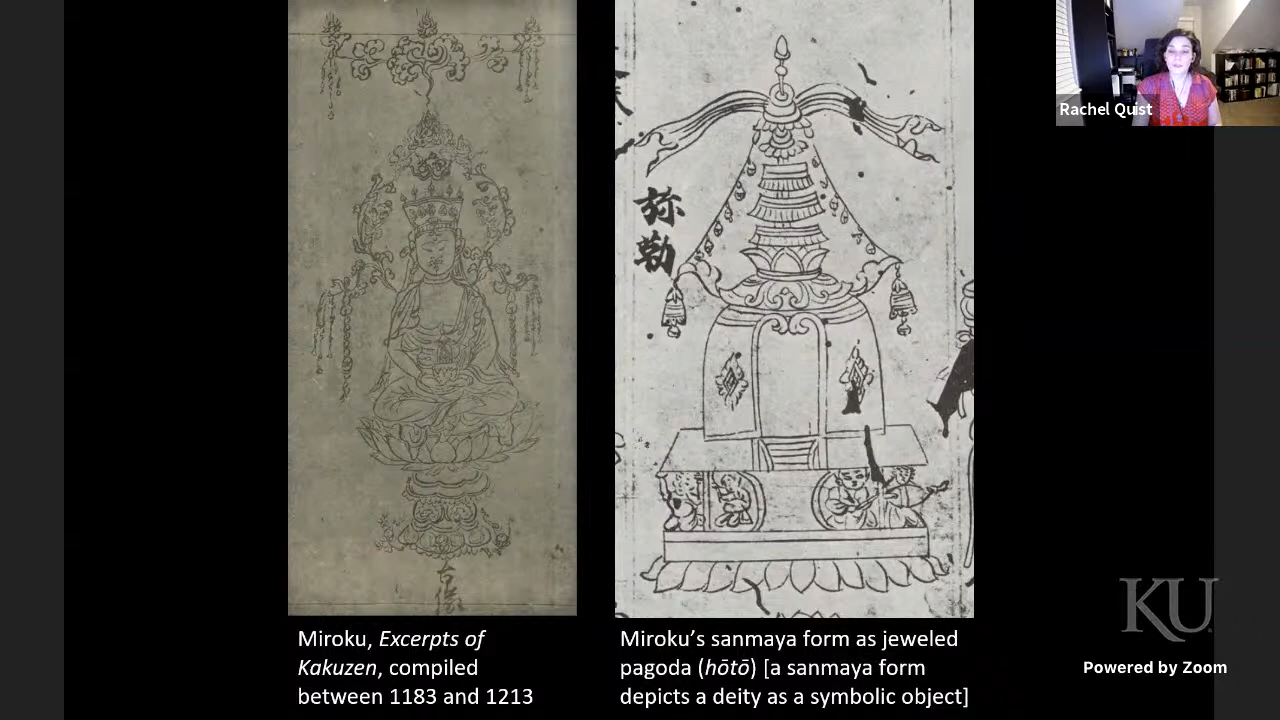 Rachel Quist
弥勒
Miroku, Excerpts of
Kakuzen, compiled
between 1183 and 1213
Miroku’s sanmaya form as jeweled
pagoda (hōtō) [a sanmaya form
depicts a deity as a symbolic object]
KU
Powered by Zoom